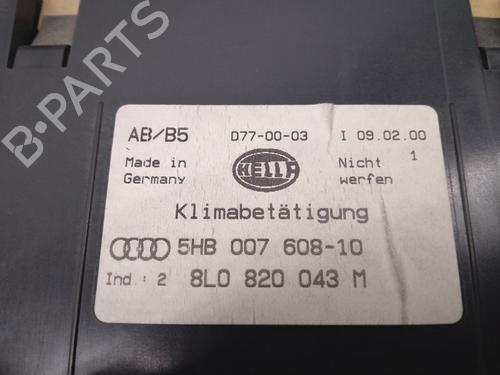 B-PARTS
AB/B5 D77-00-03 I 09.02.00
Made in Germany HELLA Nicht werfen 1
Klimabetätigung
5HB 007 608-10
Ind.: 2 8L0 820 043 M